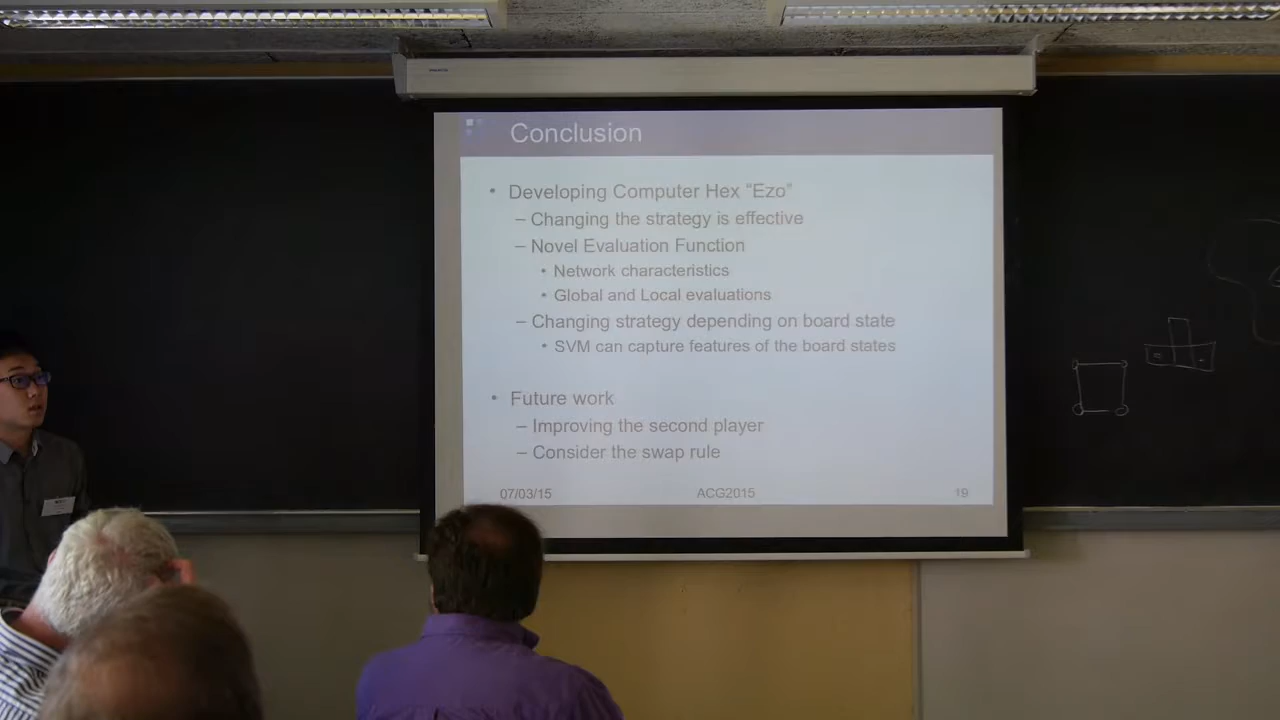 Conclusion
• Developing Computer Hex “Ezo”
– Changing the strategy is effective
– Novel Evaluation Function
• Network characteristics
• Global and Local evaluations
– Changing strategy depending on board state
• SVM can capture features of the board states
• Future work
– Improving the second player
– Consider the swap rule
07/03/15 ACG2015 19